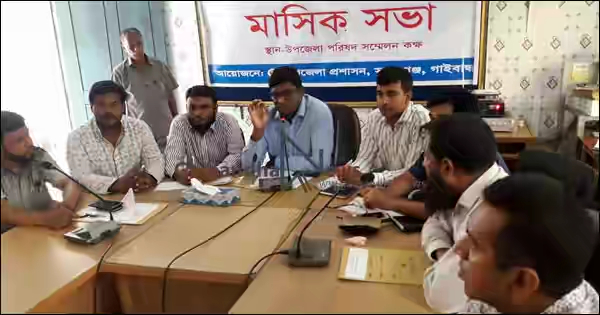 মাসিক সভা
স্থান-উপজেলা পরিষদ সম্মেলন কক্ষ
আয়োজনে: উপজেলা প্রশাসন, গাইবান্ধা